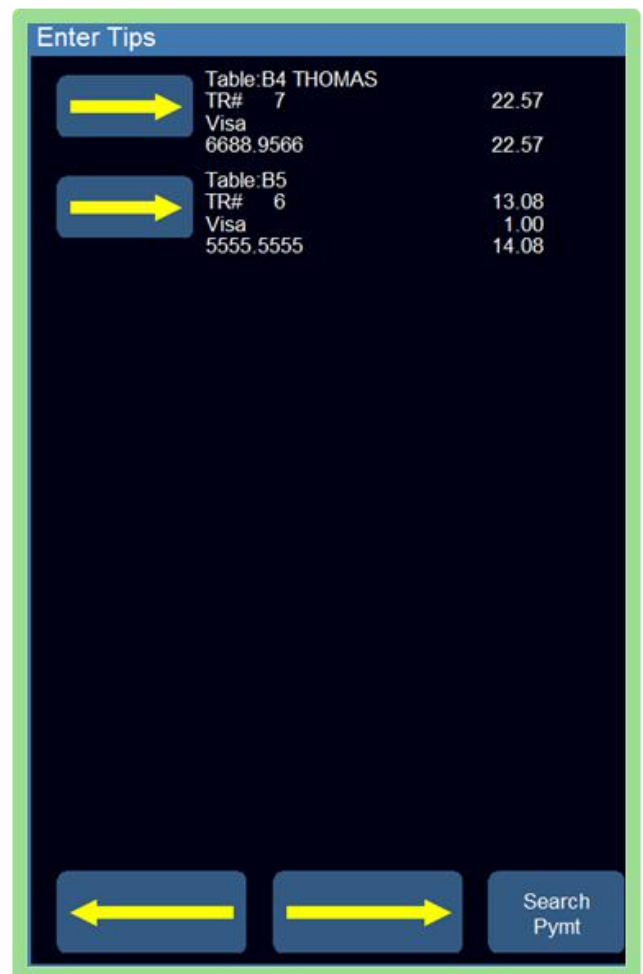 Enter Tips
Table:B4 THOMAS
TR# 7 22.57
Visa
6688.9566 22.57
Table:B5
TR# 6 13.08
Visa 1.00
5555.5555 14.08
Search
Pymt